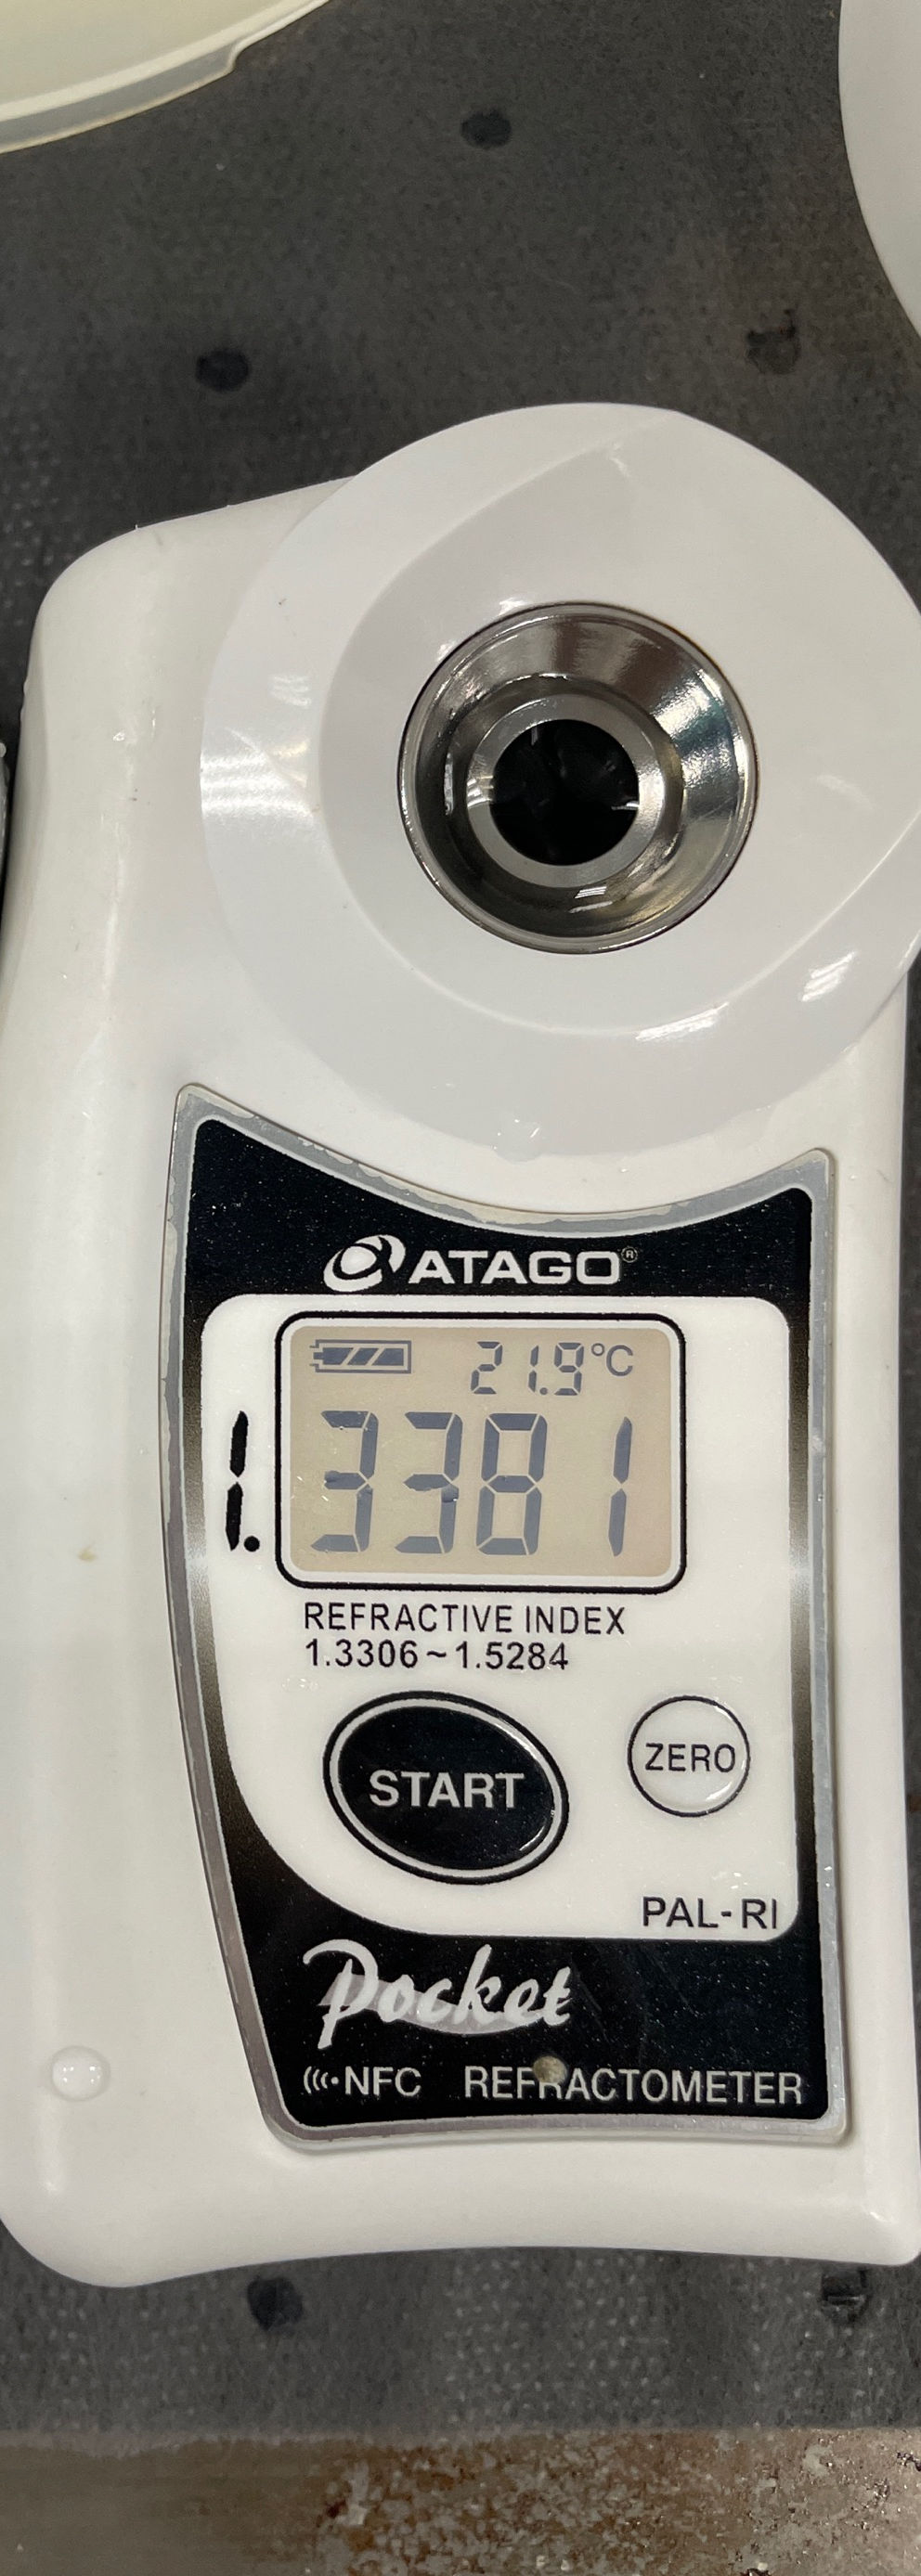 ATAGO®
21.9°C
1.3381
REFRACTIVE INDEX
1.3306~1.5284
START
ZERO
PAL-RI
Pocket
NFC REFRACTOMETER